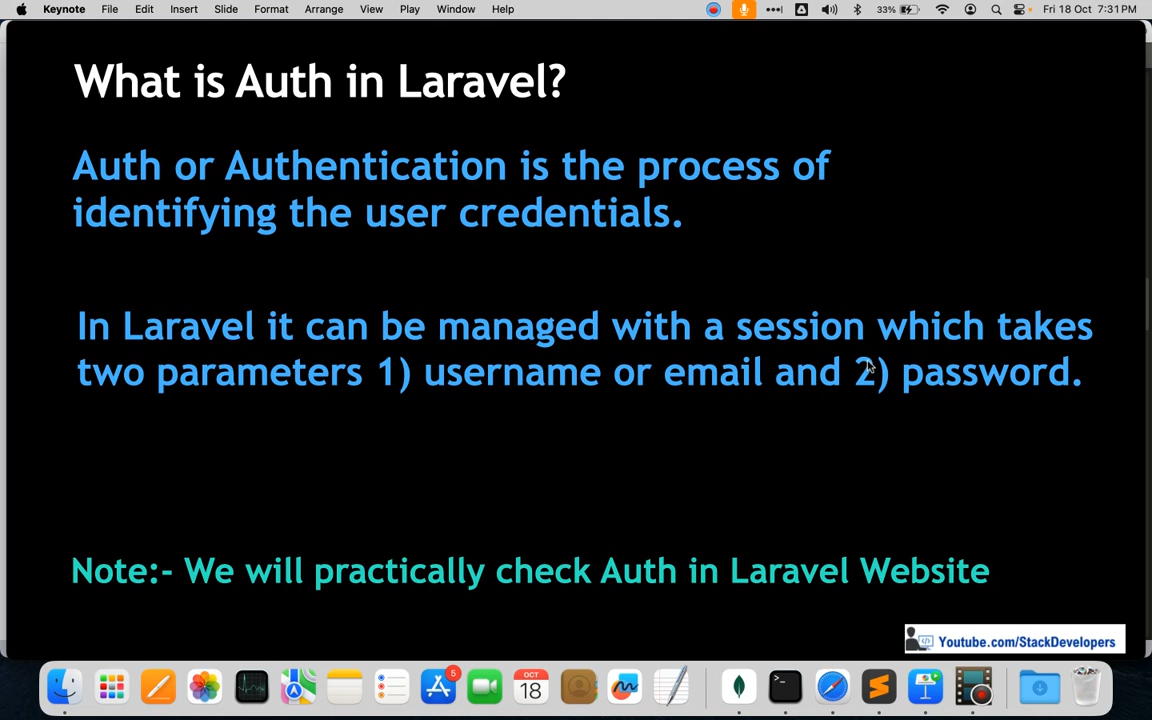 Keynote File Edit Insert Slide Format Arrange View Play Window Help 33% Fri 18 Oct 7:31 PM
What is Auth in Laravel?
Auth or Authentication is the process of
identifying the user credentials.
In Laravel it can be managed with a session which takes
two parameters 1) username or email and 2) password.
Note:- We will practically check Auth in Laravel Website
Youtube.com/StackDevelopers
5
OCT
18